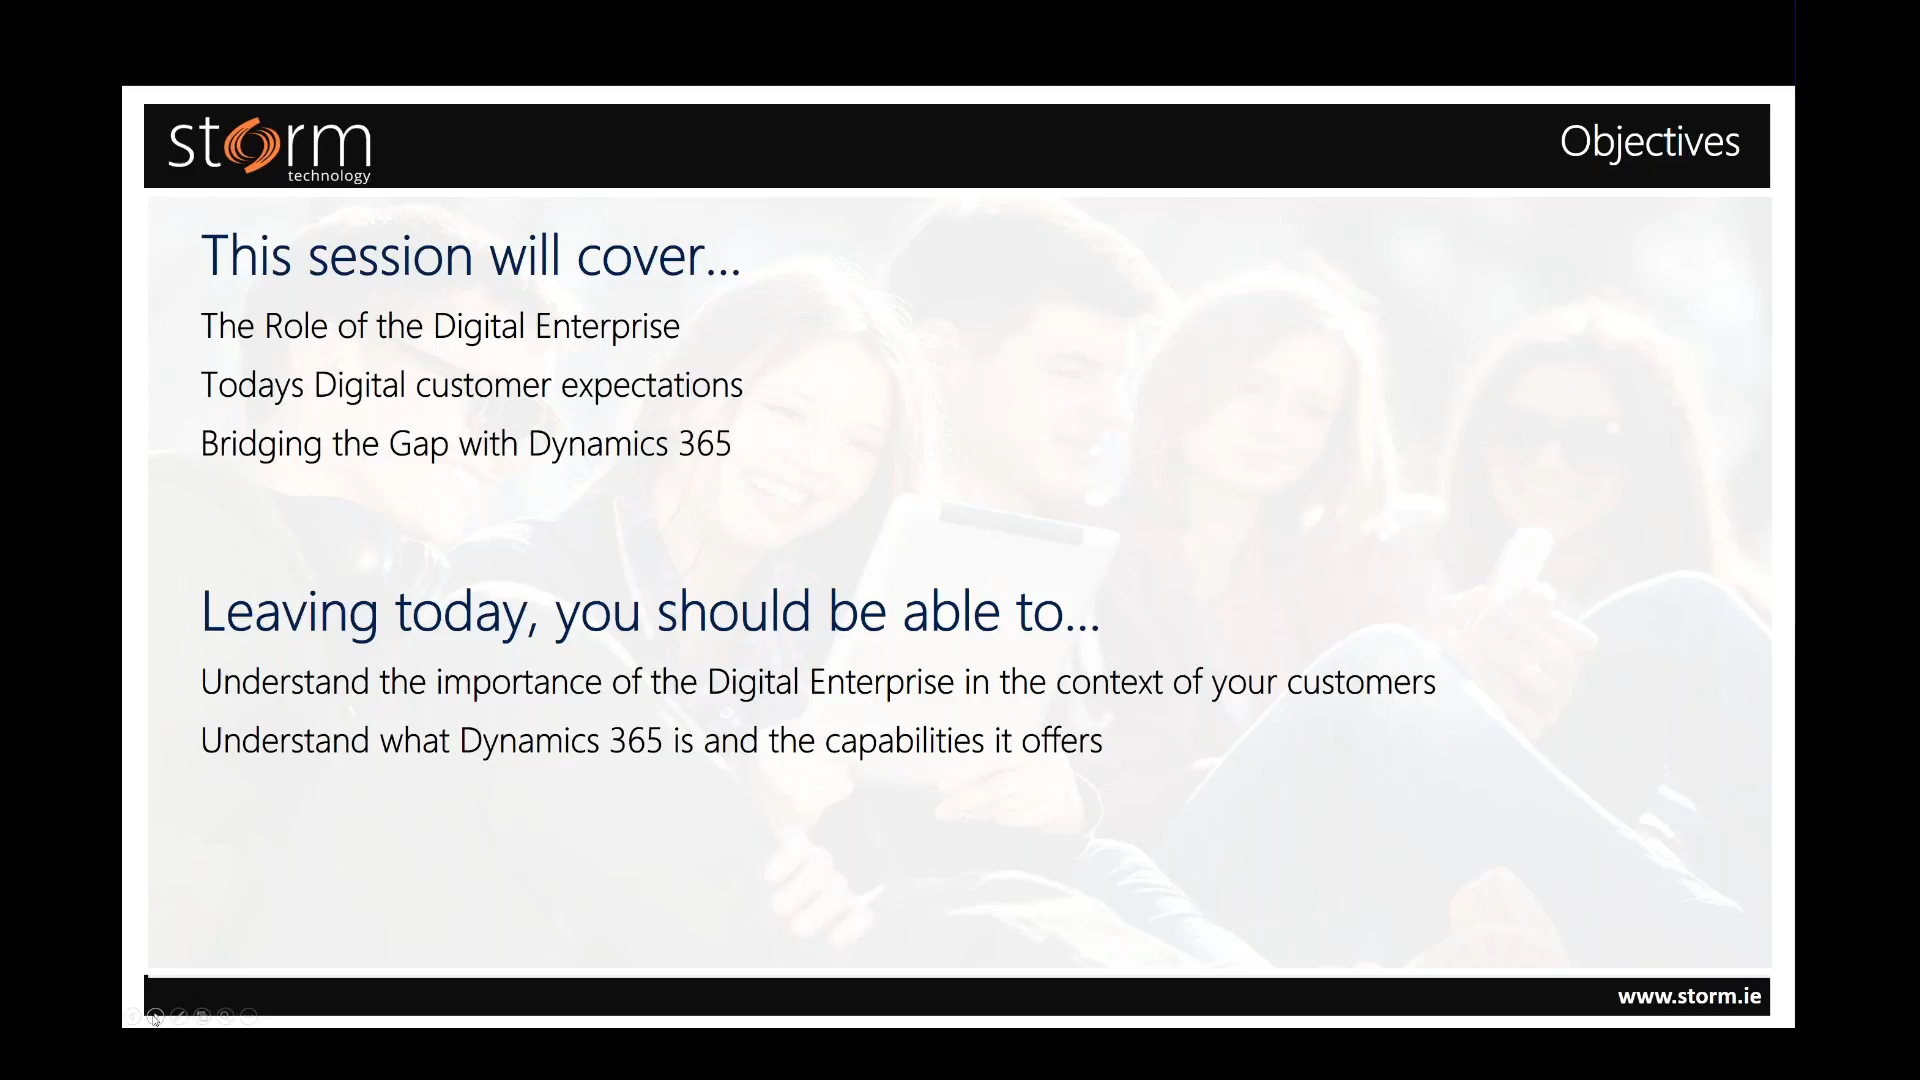 storm
technology
Objectives
This session will cover...
The Role of the Digital Enterprise
Todays Digital customer expectations
Bridging the Gap with Dynamics 365
Leaving today, you should be able to...
Understand the importance of the Digital Enterprise in the context of your customers
Understand what Dynamics 365 is and the capabilities it offers
www.storm.ie